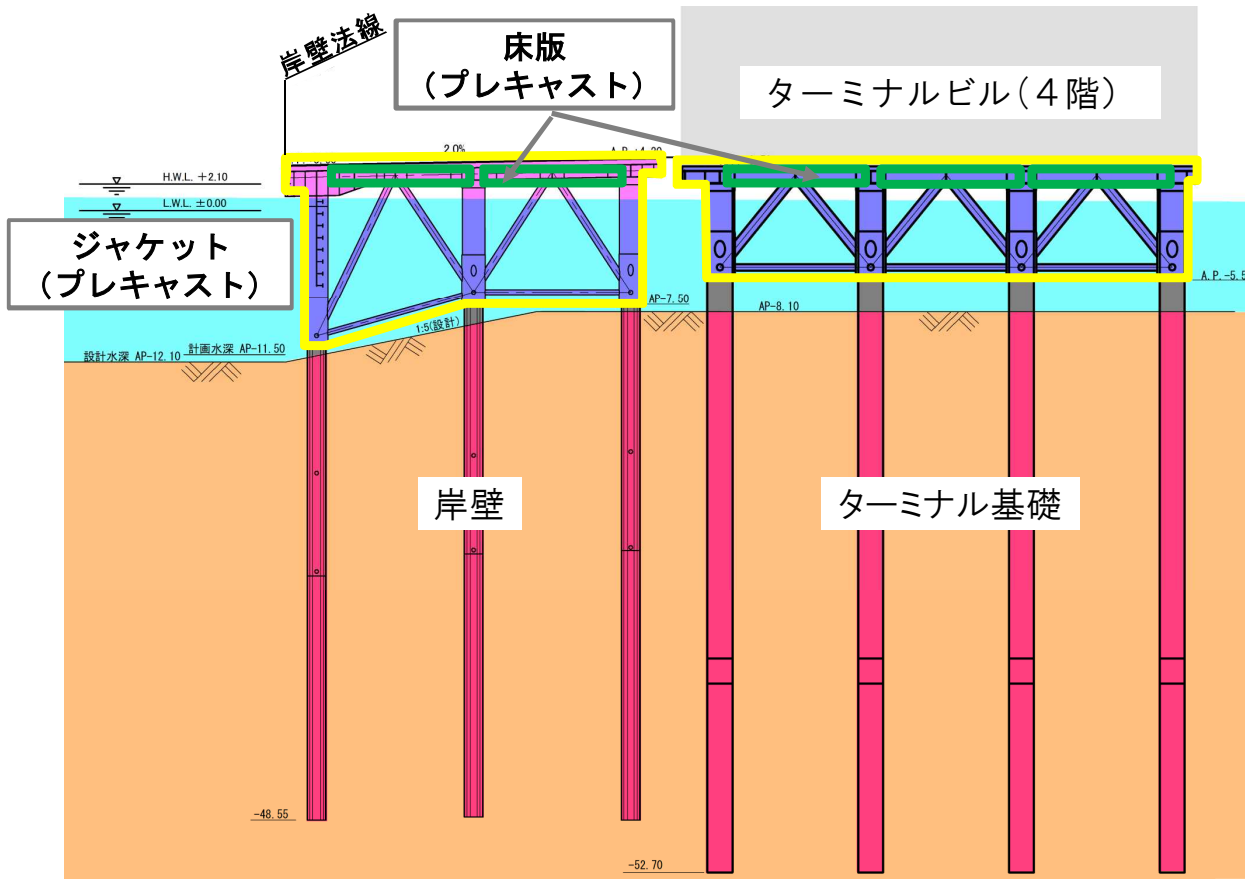 岸壁法線
床版
（プレキャスト）
ターミナルビル（４階）
2.0%
H.W.L. +2.10
L.W.L. ±0.00
ジャケット
（プレキャスト）
A.P.-5.5
AP-7.50
AP-8.10
1:5(設計)
計画水深 AP-11.50
設計水深 AP-12.10
岸壁
ターミナル基礎
-48.55
-52.70